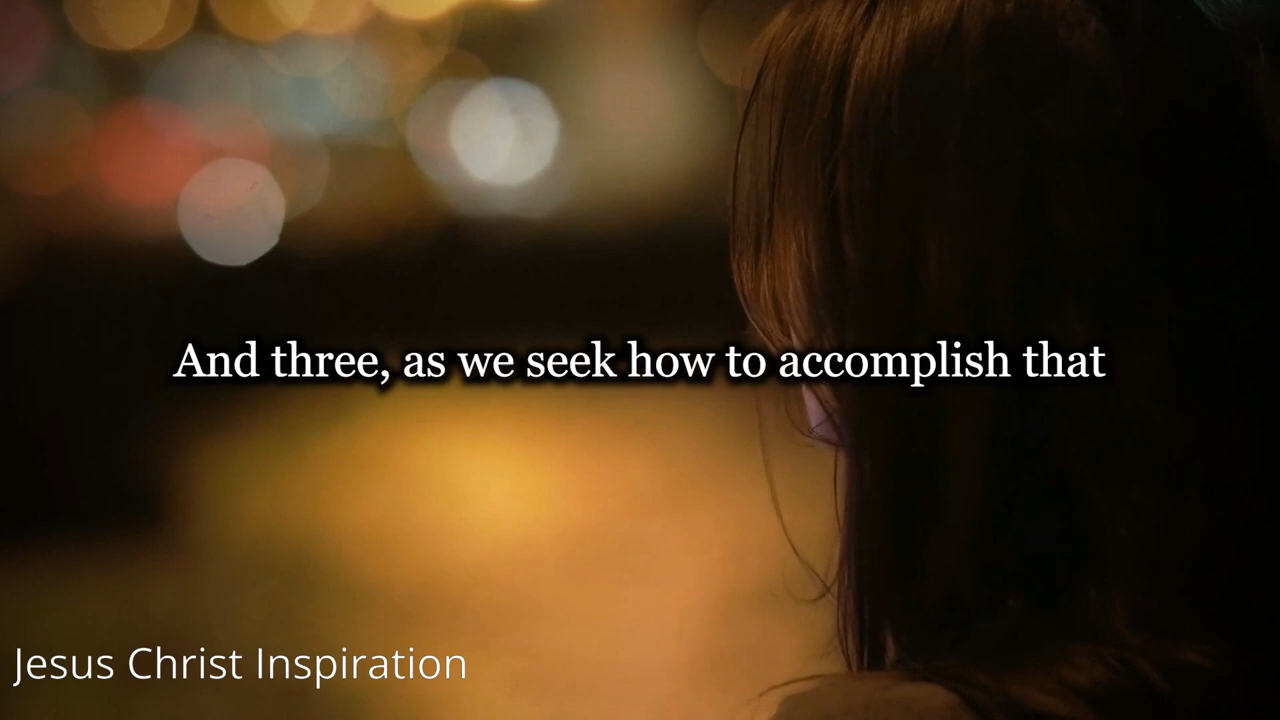 And three, as we seek how to accomplish that
Jesus Christ Inspiration